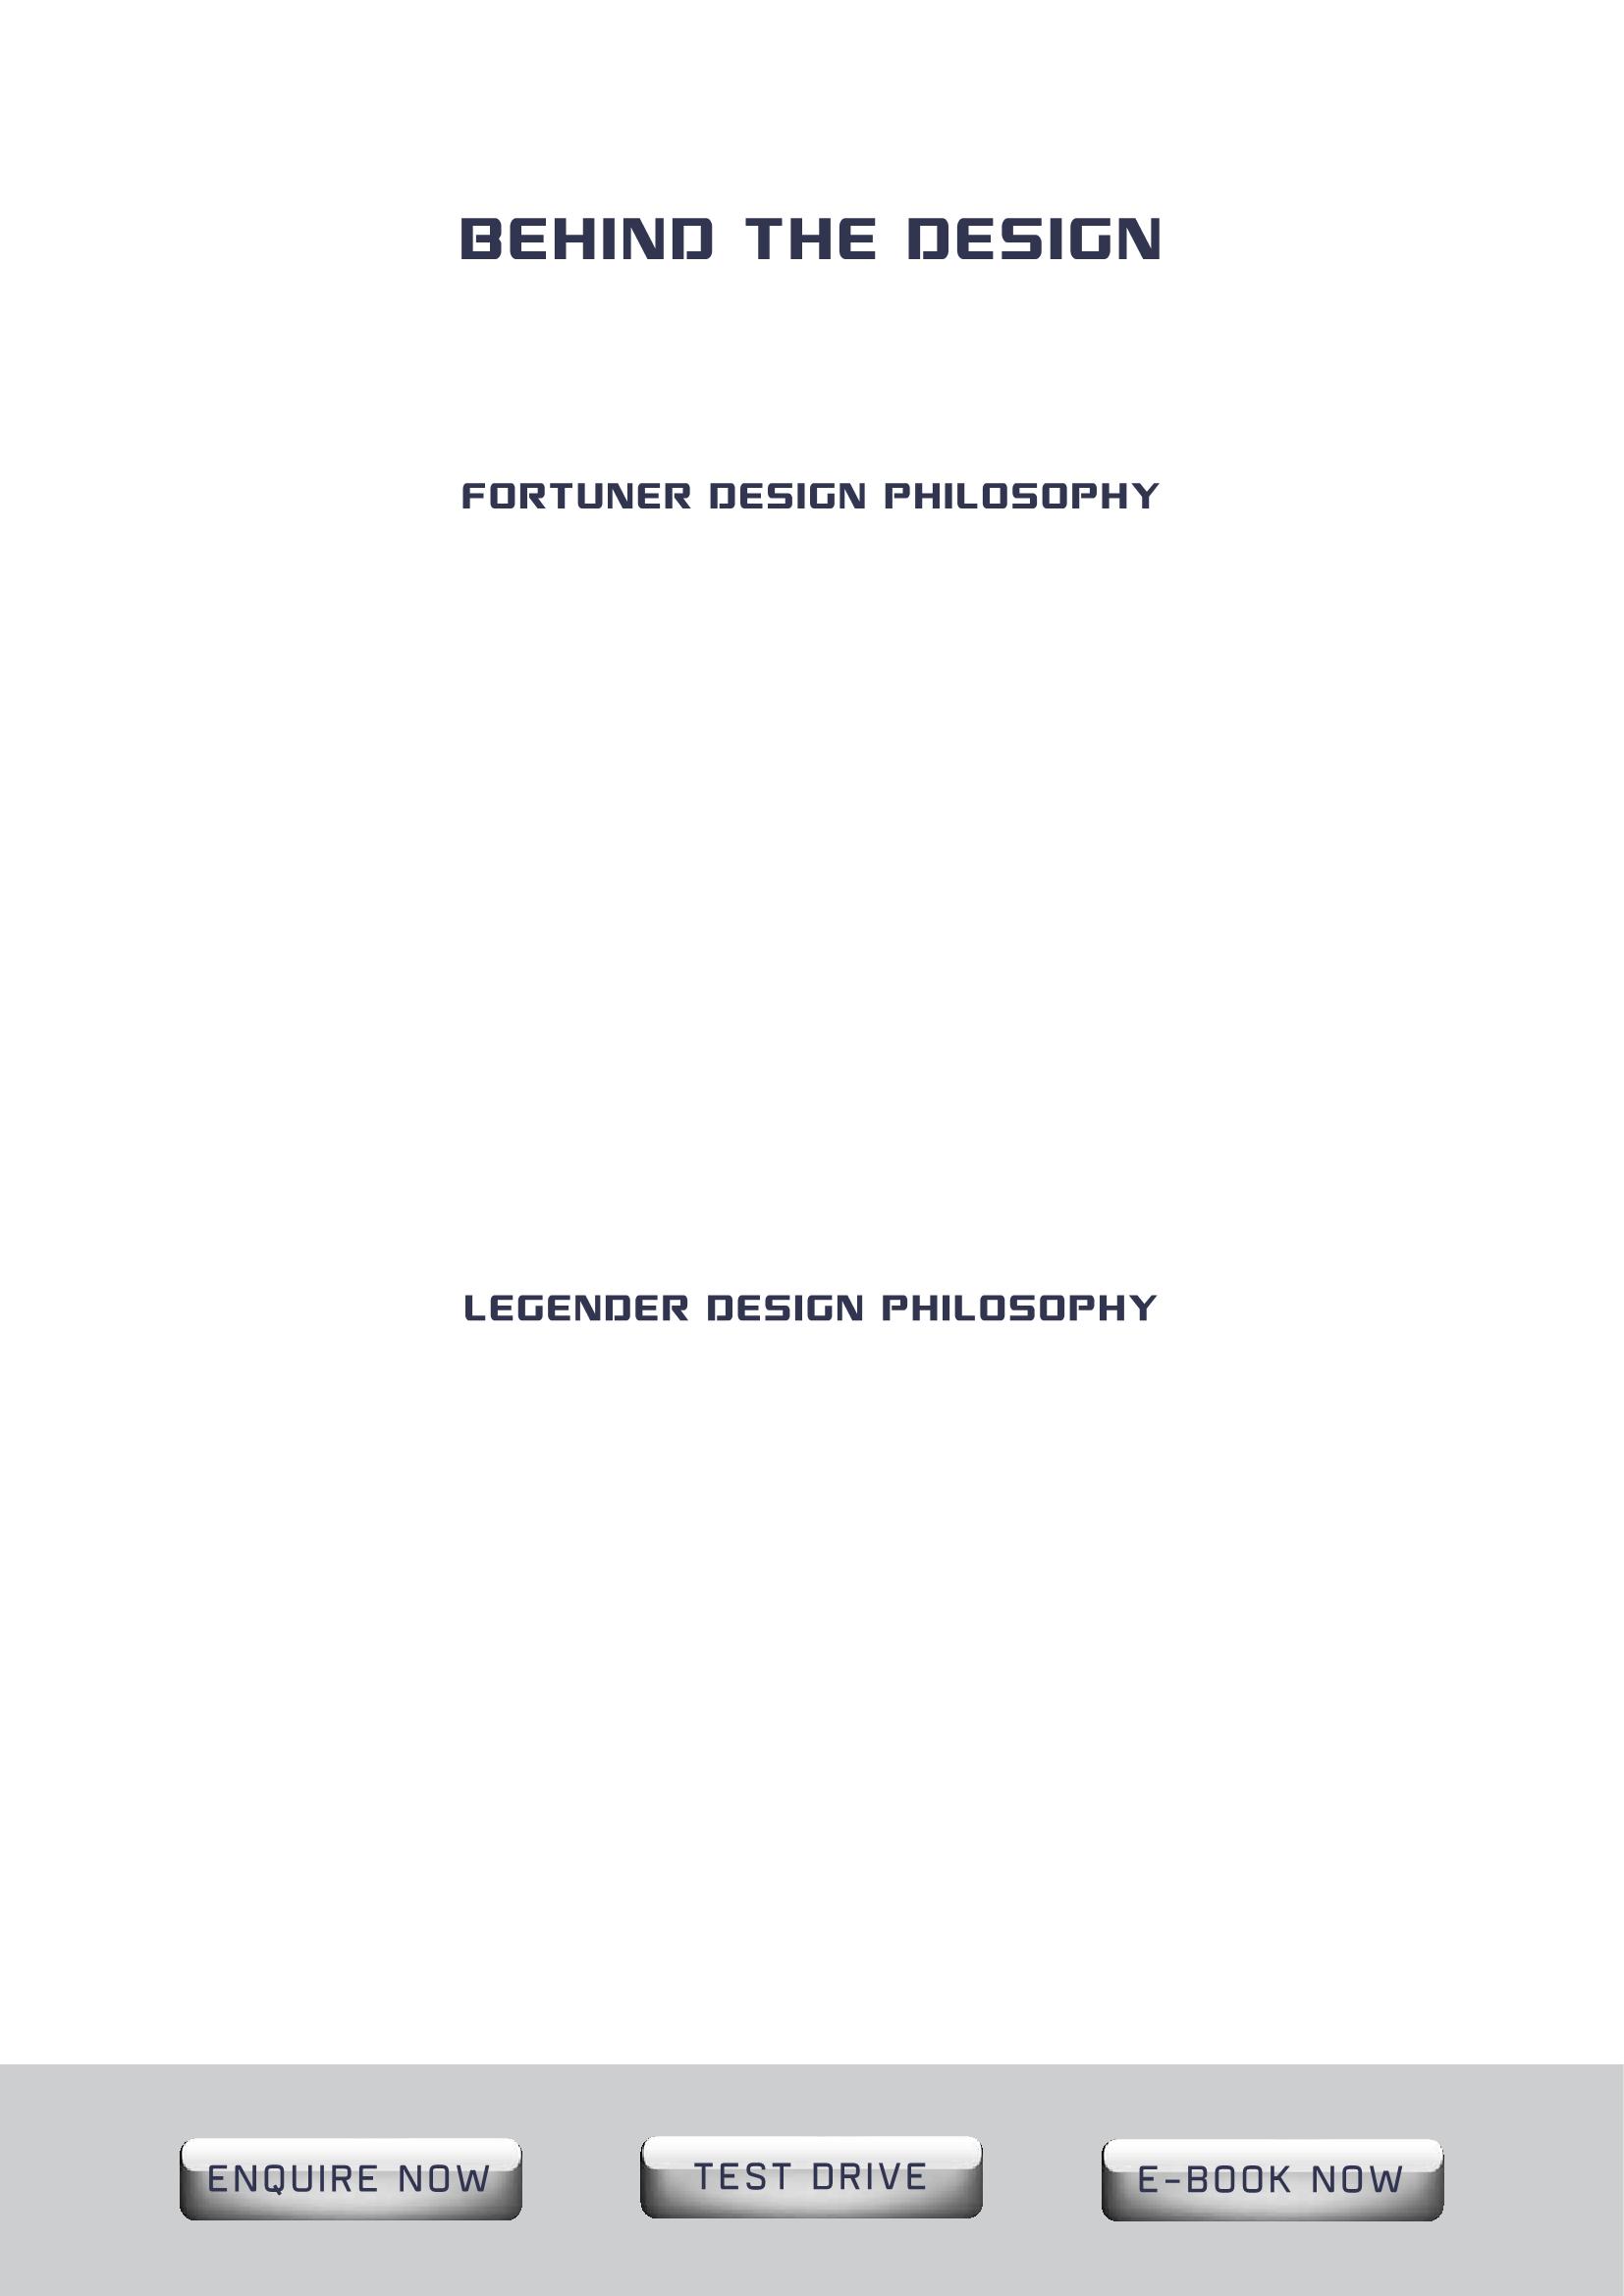 BEHIND THE DESIGN
FORTUNER DESIGN PHILOSOPHY
LEGENDER DESIGN PHILOSOPHY
ENQUIRE NOW
TEST DRIVE
E-BOOK NOW